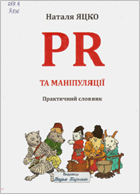 Наталя ЯЦКО
PR
ТА МАНІПУЛЯЦІЇ
Практичний словник